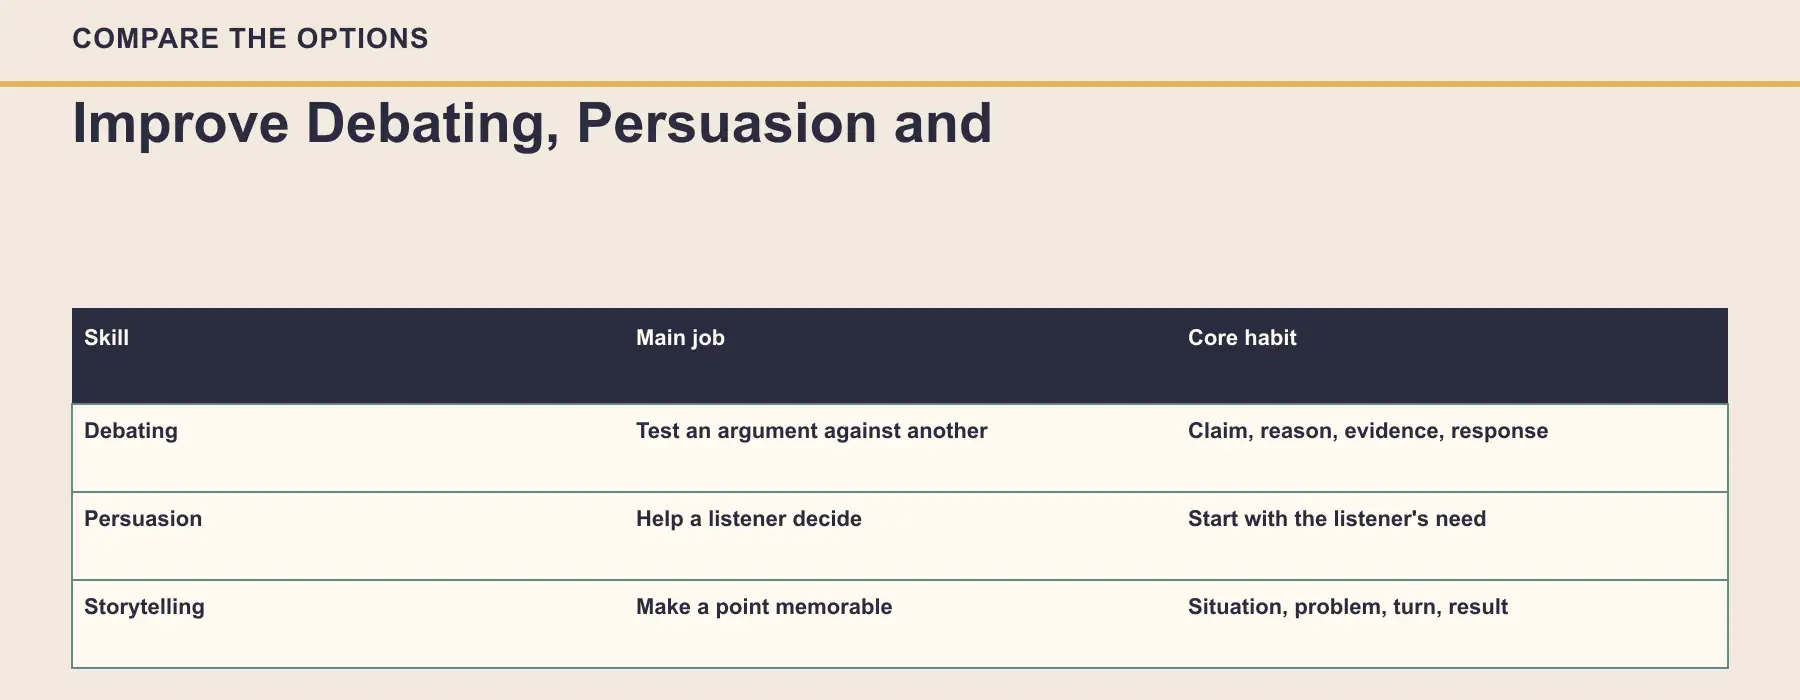 COMPARE THE OPTIONS
Improve Debating, Persuasion and
Skill Main job Core habit
Debating Test an argument against another Claim, reason, evidence, response
Persuasion Help a listener decide Start with the listener's need
Storytelling Make a point memorable Situation, problem, turn, result